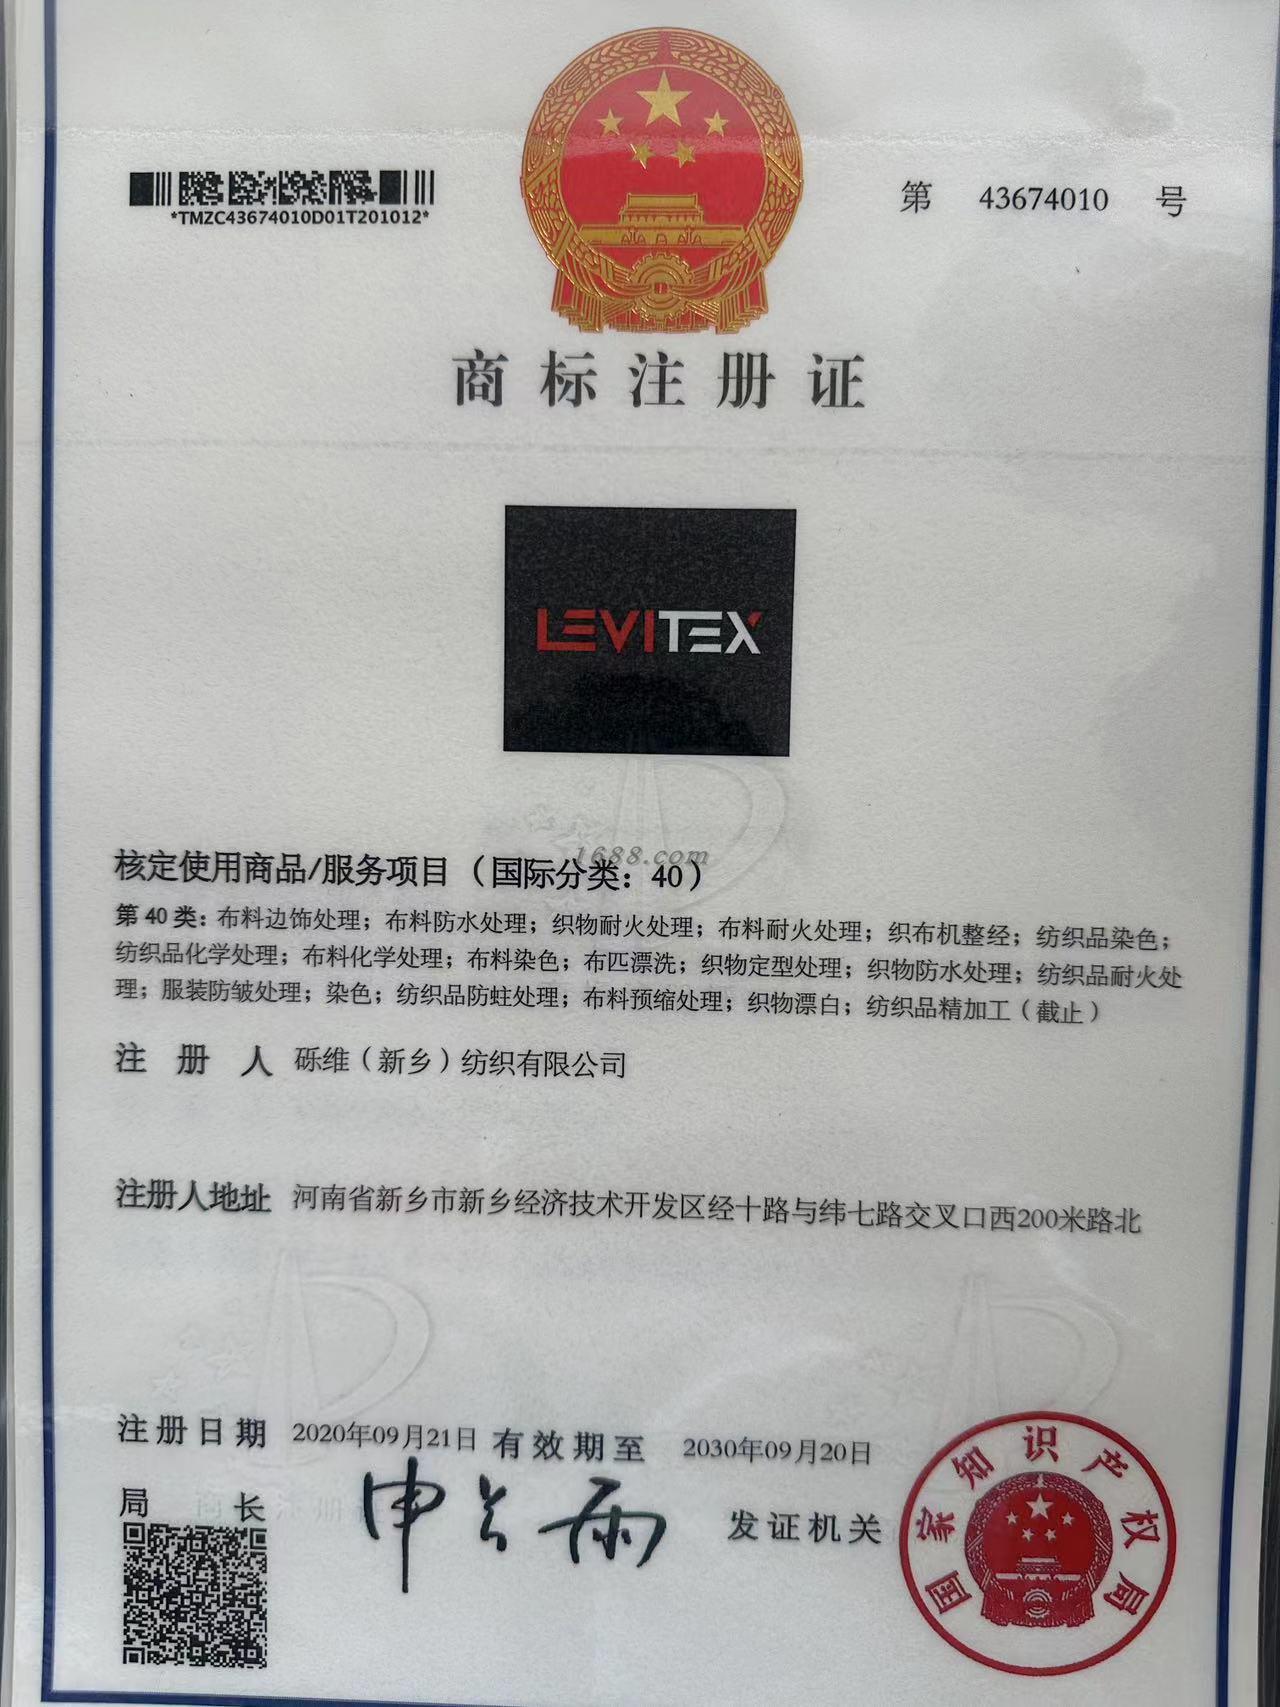 *TMZC43674010D01T201012*
第 43674010 号
商标注册证
LEVITEX
1688.com
核定使用商品/服务项目（国际分类：40）
第 40 类：布料边饰处理；布料防水处理；织物耐火处理；布料耐火处理；织布机整经；纺织品染色；
纺织品化学处理；布料化学处理；布料染色；布匹漂洗；织物定型处理；织物防水处理；纺织品耐火处
理；服装防皱处理；染色；纺织品防蛀处理；布料预缩处理；织物漂白；纺织品精加工（截止）
注册人 砾维（新乡）纺织有限公司
注册人地址 河南省新乡市新乡经济技术开发区经十路与纬七路交叉口西200米路北
注册日期 2020年09月21日 有效期至 2030年09月20日
局长 申长雨 发证机关
国家知识产权局